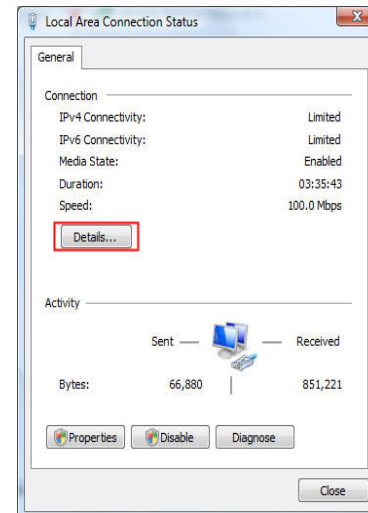 Local Area Connection Status
General
Connection
IPv4 Connectivity: Limited
IPv6 Connectivity: Limited
Media State: Enabled
Duration: 03:35:43
Speed: 100.0 Mbps
Details...
Activity
Sent — — Received
Bytes: 66,880 851,221
Properties Disable Diagnose
Close